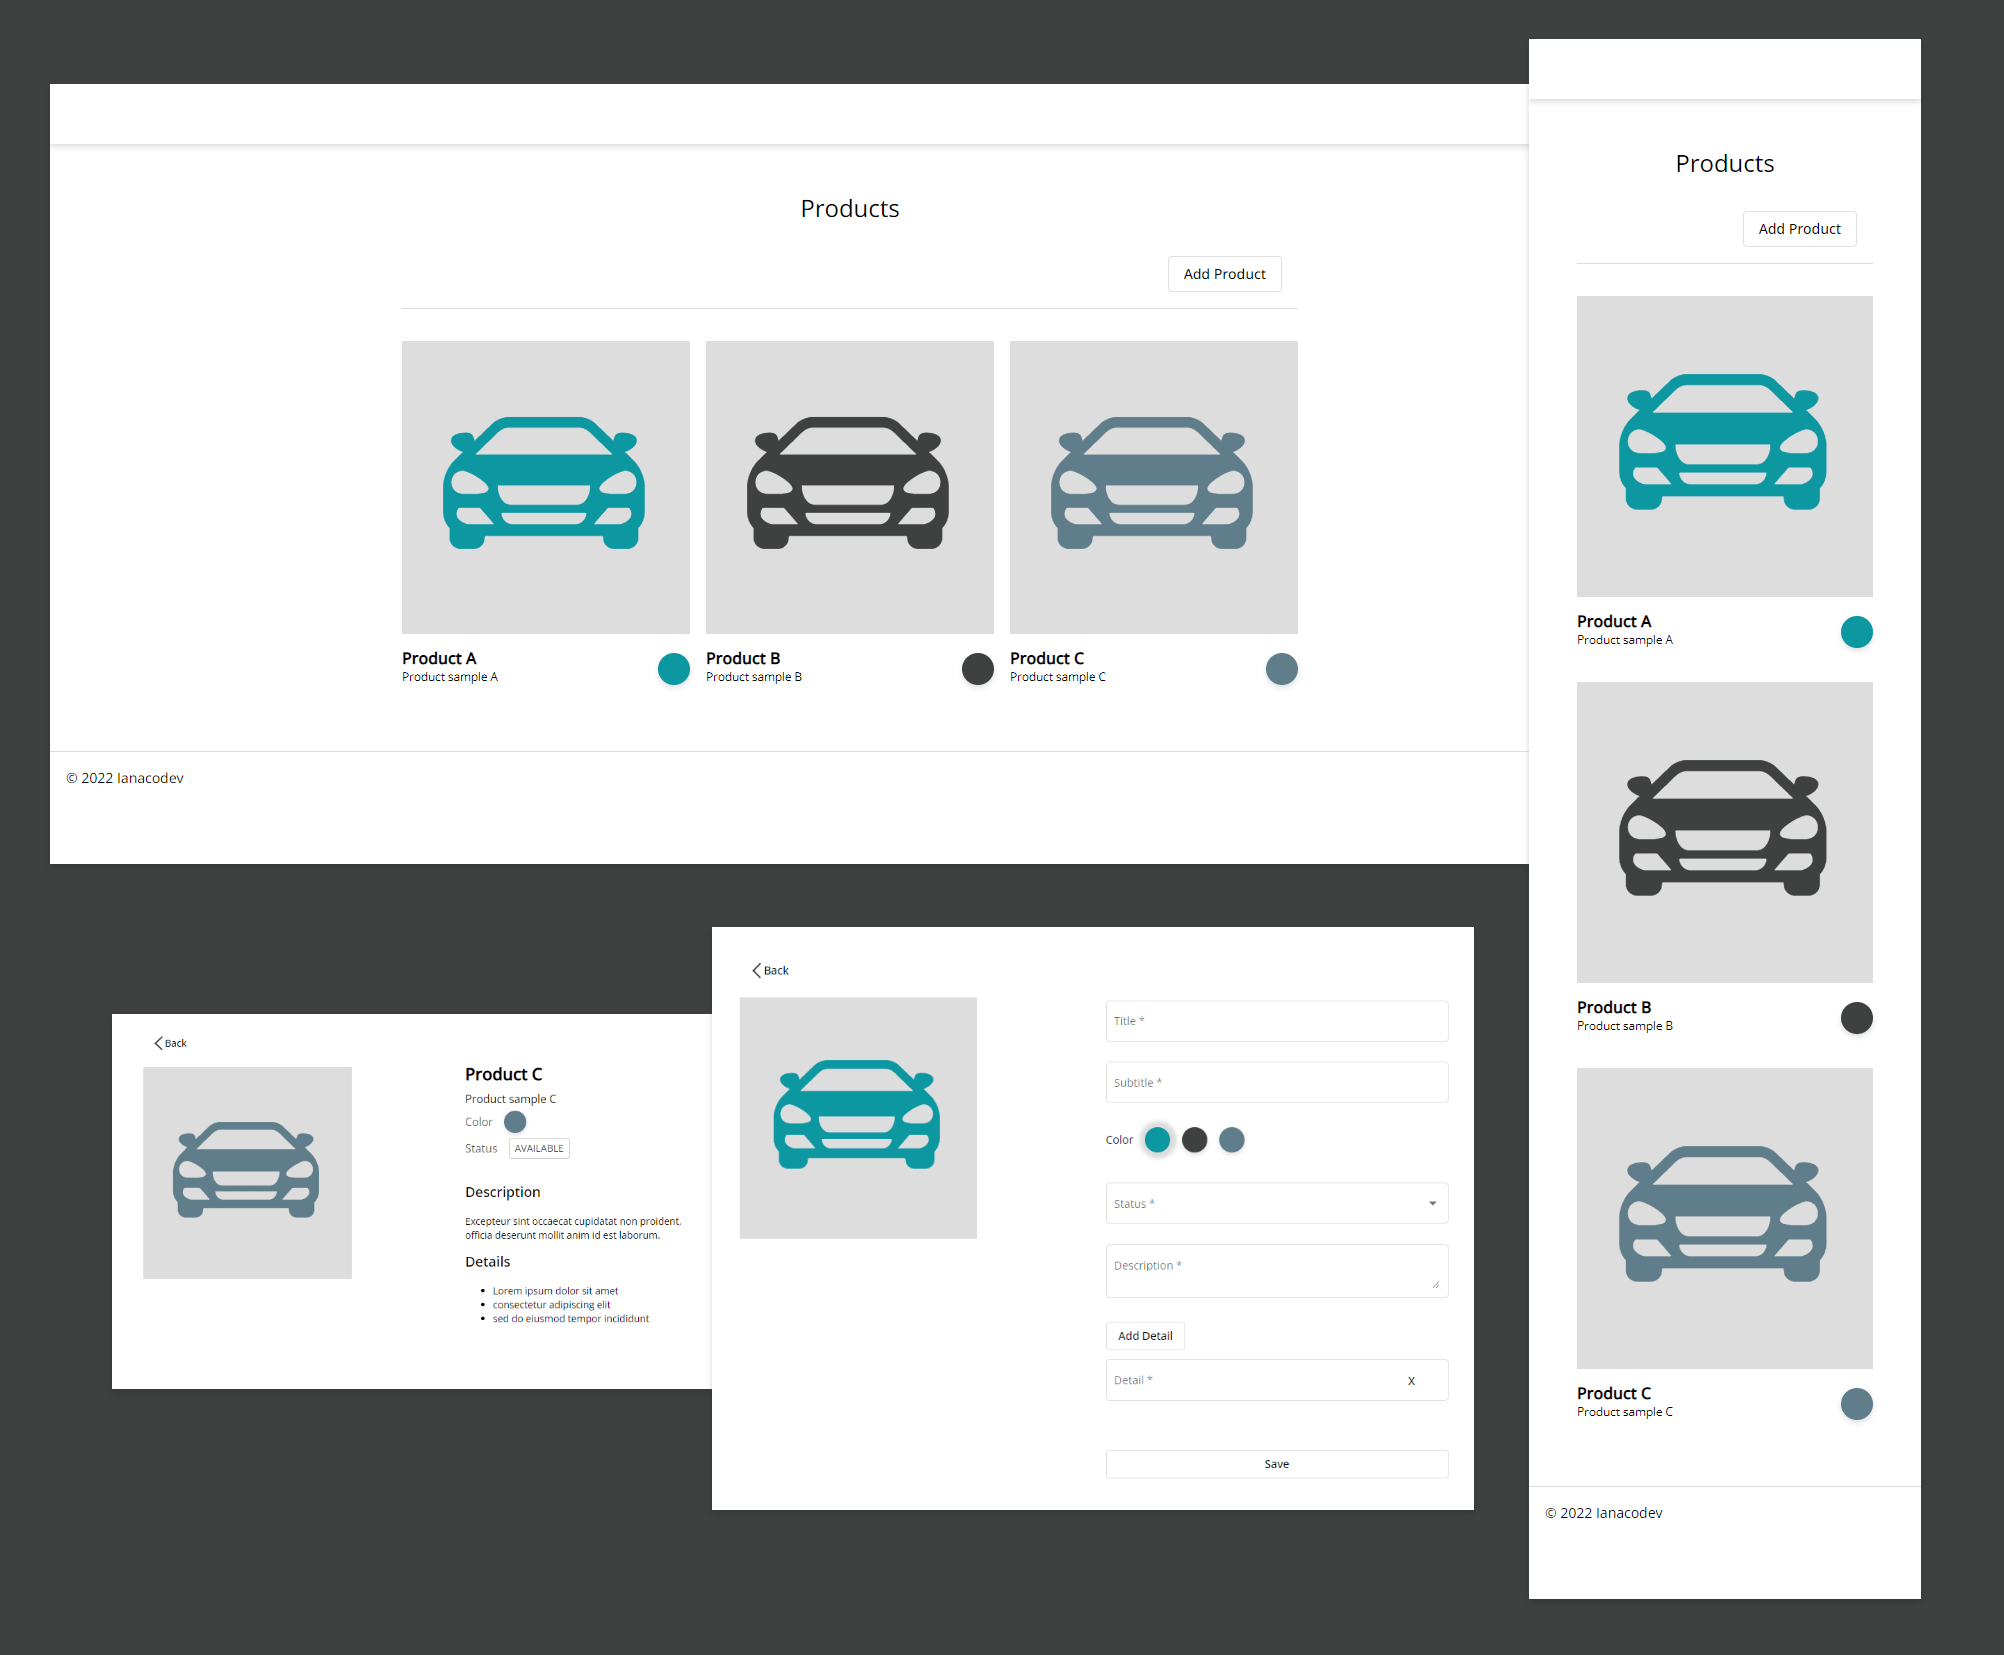 Products
Add Product
Product A
Product sample A
Product B
Product sample B
Product C
Product sample C
© 2022 Ianacodev
Products
Add Product
Product A
Product sample A
Product B
Product sample B
Product C
Product sample C
© 2022 Ianacodev
Back
Product C
Product sample C
Color
Status AVAILABLE
Description
Excepteur sint occaecat cupidatat non proident,
officia deserunt mollit anim id est laborum.
Details
• Lorem ipsum dolor sit amet
• consectetur adipiscing elit
• sed do eiusmod tempor incididunt
Back
Title *
Subtitle *
Color
Status *
Description *
Add Detail
Detail * X
Save